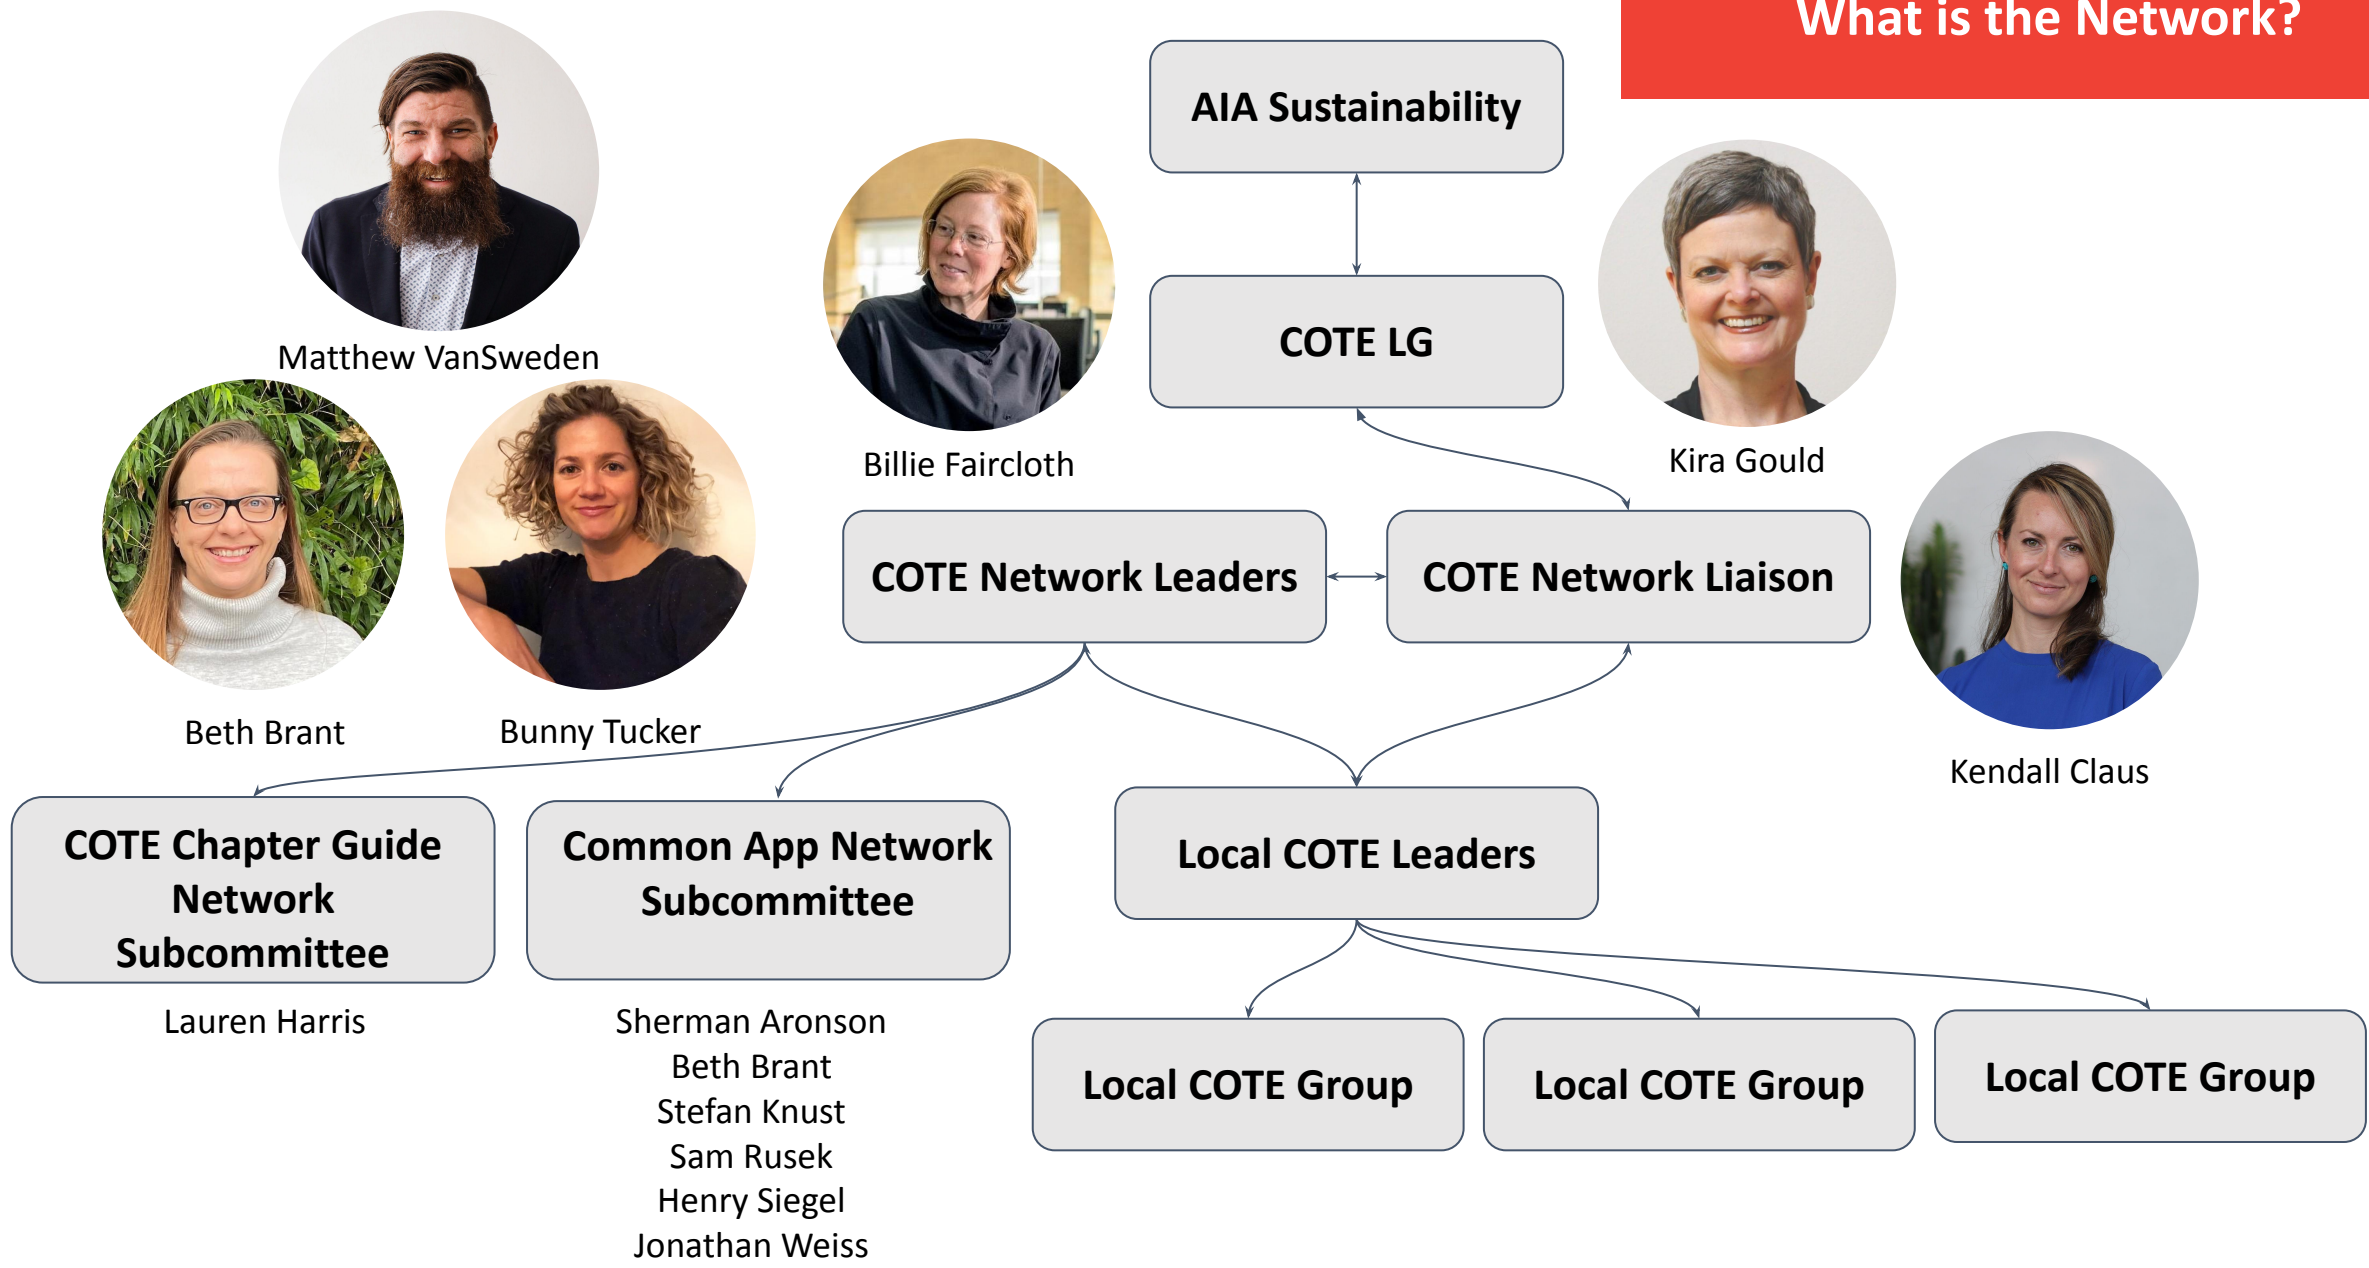 What is the Network?
AIA Sustainability
Matthew VanSweden
COTE LG
Billie Faircloth
Kira Gould
COTE Network Leaders
COTE Network Liaison
Beth Brant
Bunny Tucker
Kendall Claus
COTE Chapter Guide
Network
Subcommittee
Common App Network
Subcommittee
Local COTE Leaders
Lauren Harris
Sherman Aronson
Beth Brant
Stefan Knust
Sam Rusek
Henry Siegel
Jonathan Weiss
Local COTE Group
Local COTE Group
Local COTE Group